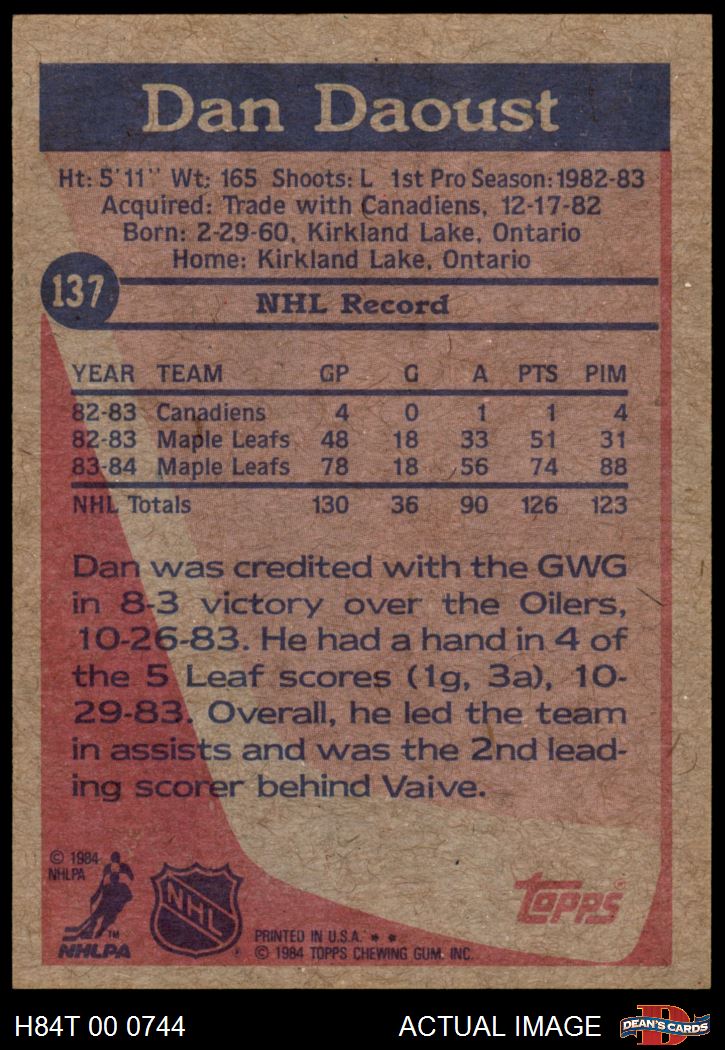 Dan Daoust
Ht: 5'11" Wt: 165 Shoots: L 1st Pro Season: 1982-83
Acquired: Trade with Canadiens, 12-17-82
Born: 2-29-60, Kirkland Lake, Ontario
Home: Kirkland Lake, Ontario
137
NHL Record
YEAR TEAM GP G A PTS PIM
82-83 Canadiens 4 0 1 1 4
82-83 Maple Leafs 48 18 33 51 31
83-84 Maple Leafs 78 18 56 74 88
NHL Totals 130 36 90 126 123
Dan was credited with the GWG
in 8-3 victory over the Oilers,
10-26-83. He had a hand in 4 of
the 5 Leaf scores (1g, 3a), 10-
29-83. Overall, he led the team
in assists and was the 2nd lead-
ing scorer behind Vaive.
© 1984
NHLPA
TM
NHLPA
NHL
®
PRINTED IN U.S.A. * *
© 1984 TOPPS CHEWING GUM, INC.
Topps®
H84T 00 0744
ACTUAL IMAGE
D
DEAN'S CARDS